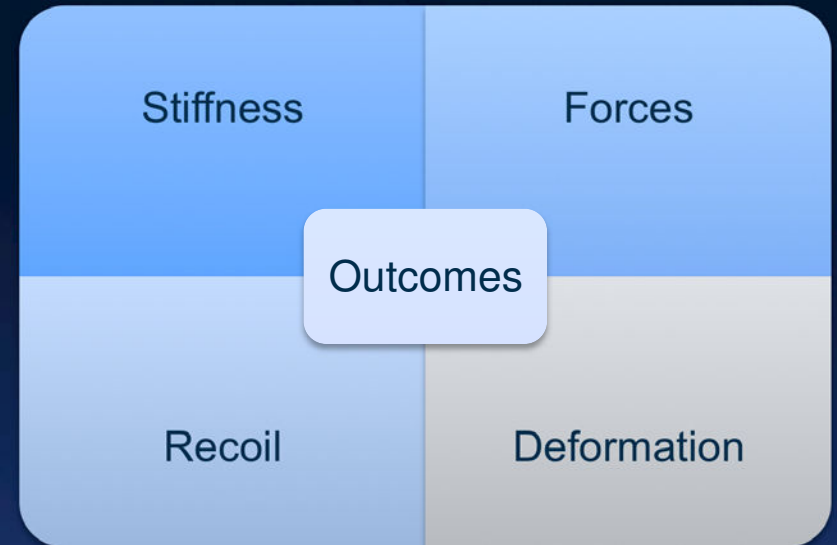 Stiffness
Forces
Outcomes
Recoil
Deformation